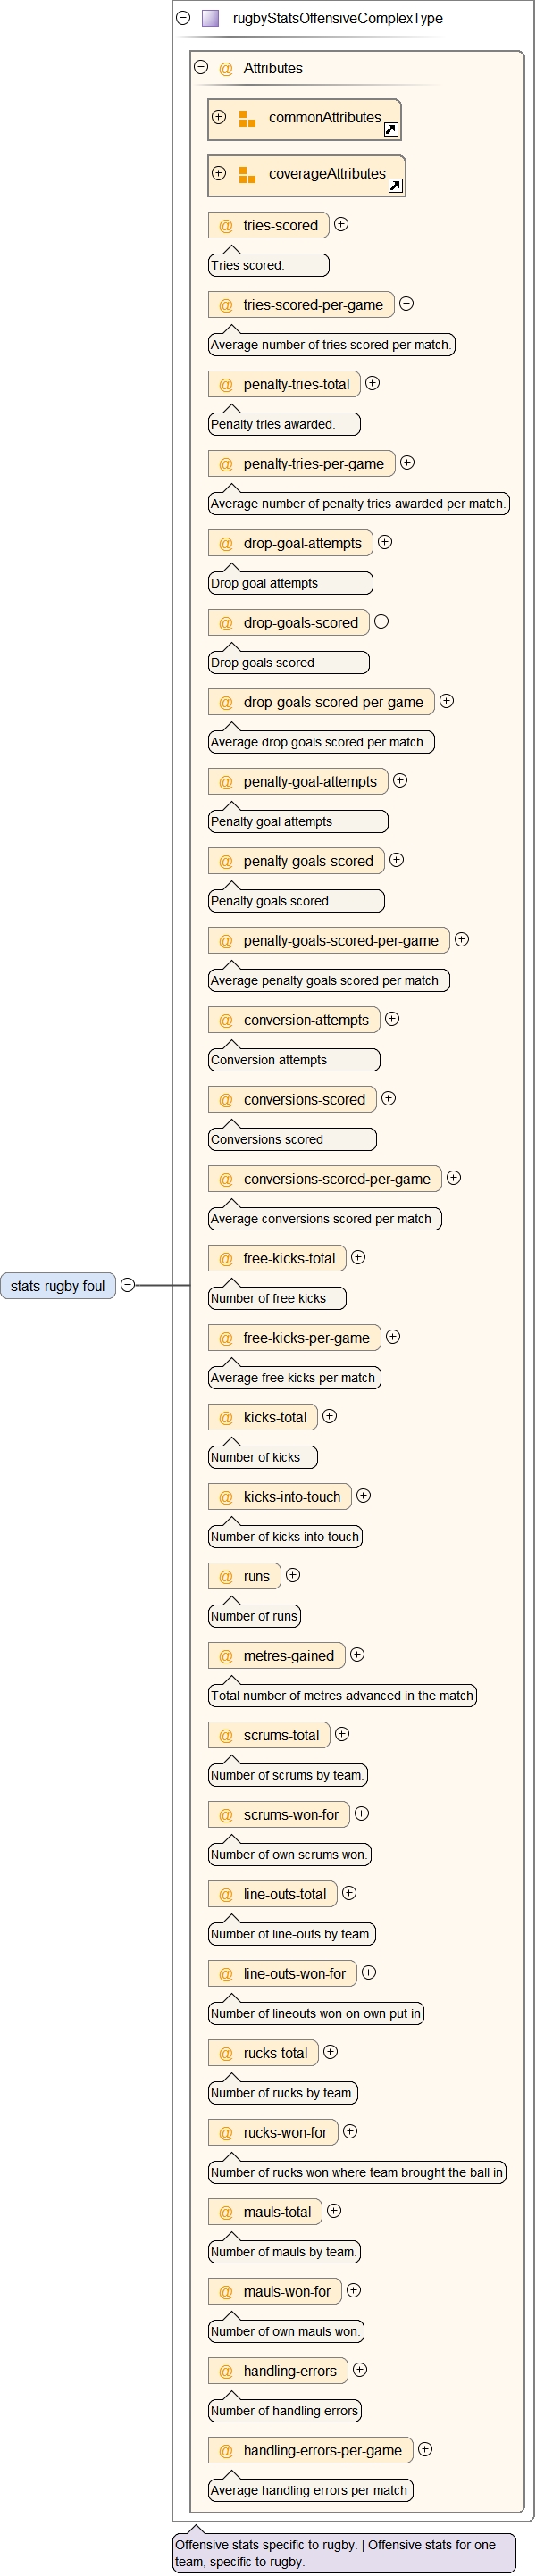 rugbyStatsOffensiveComplexType
@ Attributes
commonAttributes
coverageAttributes
@ tries-scored
Tries scored.
@ tries-scored-per-game
Average number of tries scored per match.
@ penalty-tries-total
Penalty tries awarded.
@ penalty-tries-per-game
Average number of penalty tries awarded per match.
@ drop-goal-attempts
Drop goal attempts
@ drop-goals-scored
Drop goals scored
@ drop-goals-scored-per-game
Average drop goals scored per match
@ penalty-goal-attempts
Penalty goal attempts
@ penalty-goals-scored
Penalty goals scored
@ penalty-goals-scored-per-game
Average penalty goals scored per match
@ conversion-attempts
Conversion attempts
@ conversions-scored
Conversions scored
@ conversions-scored-per-game
Average conversions scored per match
@ free-kicks-total
stats-rugby-foul
Number of free kicks
@ free-kicks-per-game
Average free kicks per match
@ kicks-total
Number of kicks
@ kicks-into-touch
Number of kicks into touch
@ runs
Number of runs
@ metres-gained
Total number of metres advanced in the match
@ scrums-total
Number of scrums by team.
@ scrums-won-for
Number of own scrums won.
@ line-outs-total
Number of line-outs by team.
@ line-outs-won-for
Number of lineouts won on own put in
@ rucks-total
Number of rucks by team.
@ rucks-won-for
Number of rucks won where team brought the ball in
@ mauls-total
Number of mauls by team.
@ mauls-won-for
Number of own mauls won.
@ handling-errors
Number of handling errors
@ handling-errors-per-game
Average handling errors per match
Offensive stats specific to rugby. | Offensive stats for one
team, specific to rugby.